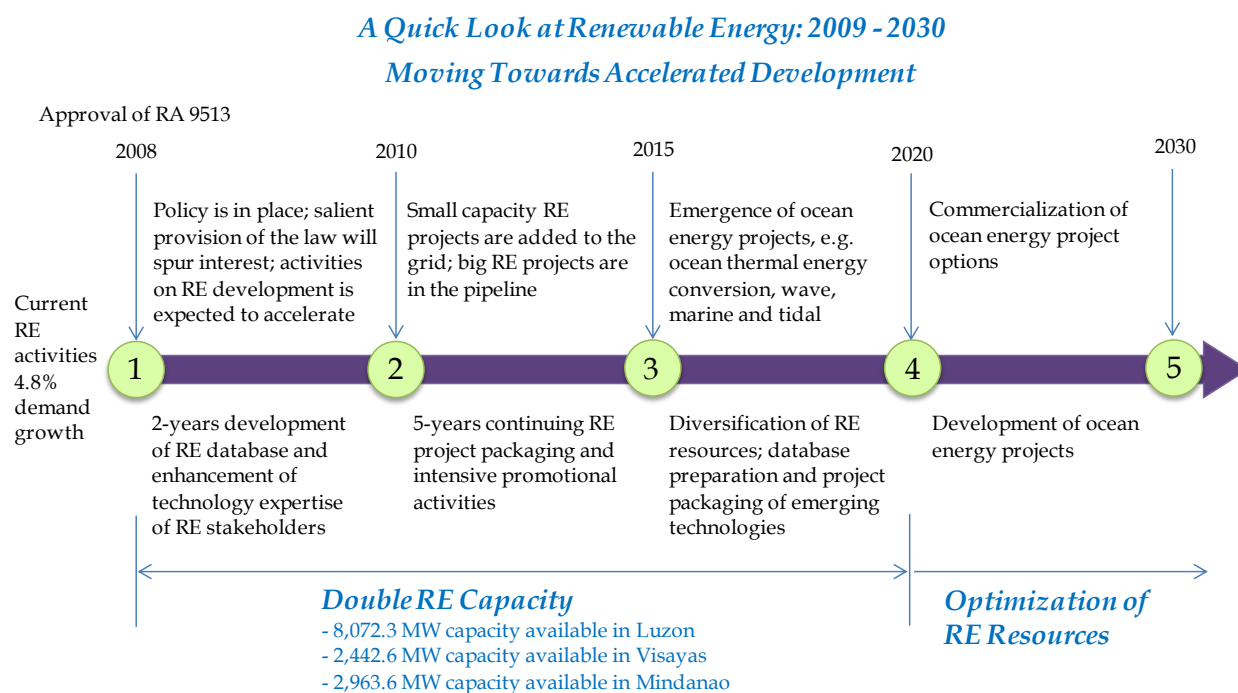 A Quick Look at Renewable Energy: 2009 - 2030
Moving Towards Accelerated Development
Approval of RA 9513
2008
2010
2015
2020
2030
Policy is in place; salient
provision of the law will
spur interest; activities
on RE development is
expected to accelerate
Small capacity RE
projects are added to the
grid; big RE projects are
in the pipeline
Emergence of ocean
energy projects, e.g.
ocean thermal energy
conversion, wave,
marine and tidal
Commercialization of
ocean energy project
options
Current
RE
activities
4.8%
demand
growth
1
2
3
4
5
2-years development
of RE database and
enhancement of
technology expertise
of RE stakeholders
5-years continuing RE
project packaging and
intensive promotional
activities
Diversification of RE
resources; database
preparation and project
packaging of emerging
technologies
Development of ocean
energy projects
Double RE Capacity
- 8,072.3 MW capacity available in Luzon
- 2,442.6 MW capacity available in Visayas
- 2,963.6 MW capacity available in Mindanao
Optimization of
RE Resources